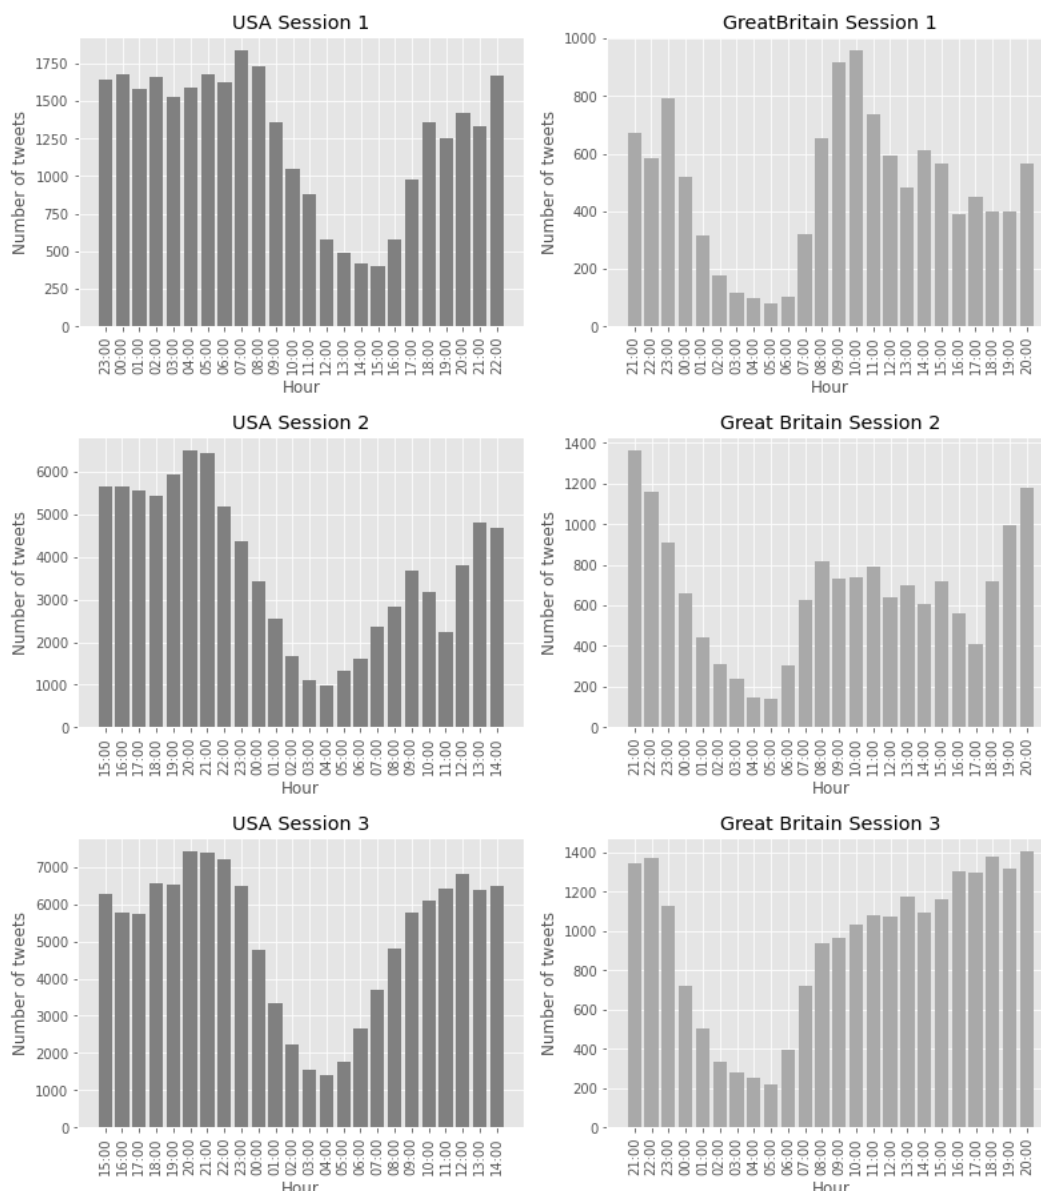 USA Session 1
Number of tweets
1750
1500
1250
1000
750
500
250
0
23:00 00:00 01:00 02:00 03:00 04:00 05:00 06:00 07:00 08:00 09:00 10:00 11:00 12:00 13:00 14:00 15:00 16:00 17:00 18:00 19:00 20:00 21:00 22:00
Hour
GreatBritain Session 1
Number of tweets
1000
800
600
400
200
0
21:00 22:00 23:00 00:00 01:00 02:00 03:00 04:00 05:00 06:00 07:00 08:00 09:00 10:00 11:00 12:00 13:00 14:00 15:00 16:00 17:00 18:00 19:00 20:00
Hour
USA Session 2
Number of tweets
6000
5000
4000
3000
2000
1000
0
15:00 16:00 17:00 18:00 19:00 20:00 21:00 22:00 23:00 00:00 01:00 02:00 03:00 04:00 05:00 06:00 07:00 08:00 09:00 10:00 11:00 12:00 13:00 14:00
Hour
Great Britain Session 2
Number of tweets
1400
1200
1000
800
600
400
200
0
21:00 22:00 23:00 00:00 01:00 02:00 03:00 04:00 05:00 06:00 07:00 08:00 09:00 10:00 11:00 12:00 13:00 14:00 15:00 16:00 17:00 18:00 19:00 20:00
Hour
USA Session 3
Number of tweets
7000
6000
5000
4000
3000
2000
1000
0
15:00 16:00 17:00 18:00 19:00 20:00 21:00 22:00 23:00 00:00 01:00 02:00 03:00 04:00 05:00 06:00 07:00 08:00 09:00 10:00 11:00 12:00 13:00 14:00
Hour
Great Britain Session 3
Number of tweets
1400
1200
1000
800
600
400
200
0
21:00 22:00 23:00 00:00 01:00 02:00 03:00 04:00 05:00 06:00 07:00 08:00 09:00 10:00 11:00 12:00 13:00 14:00 15:00 16:00 17:00 18:00 19:00 20:00
Hour